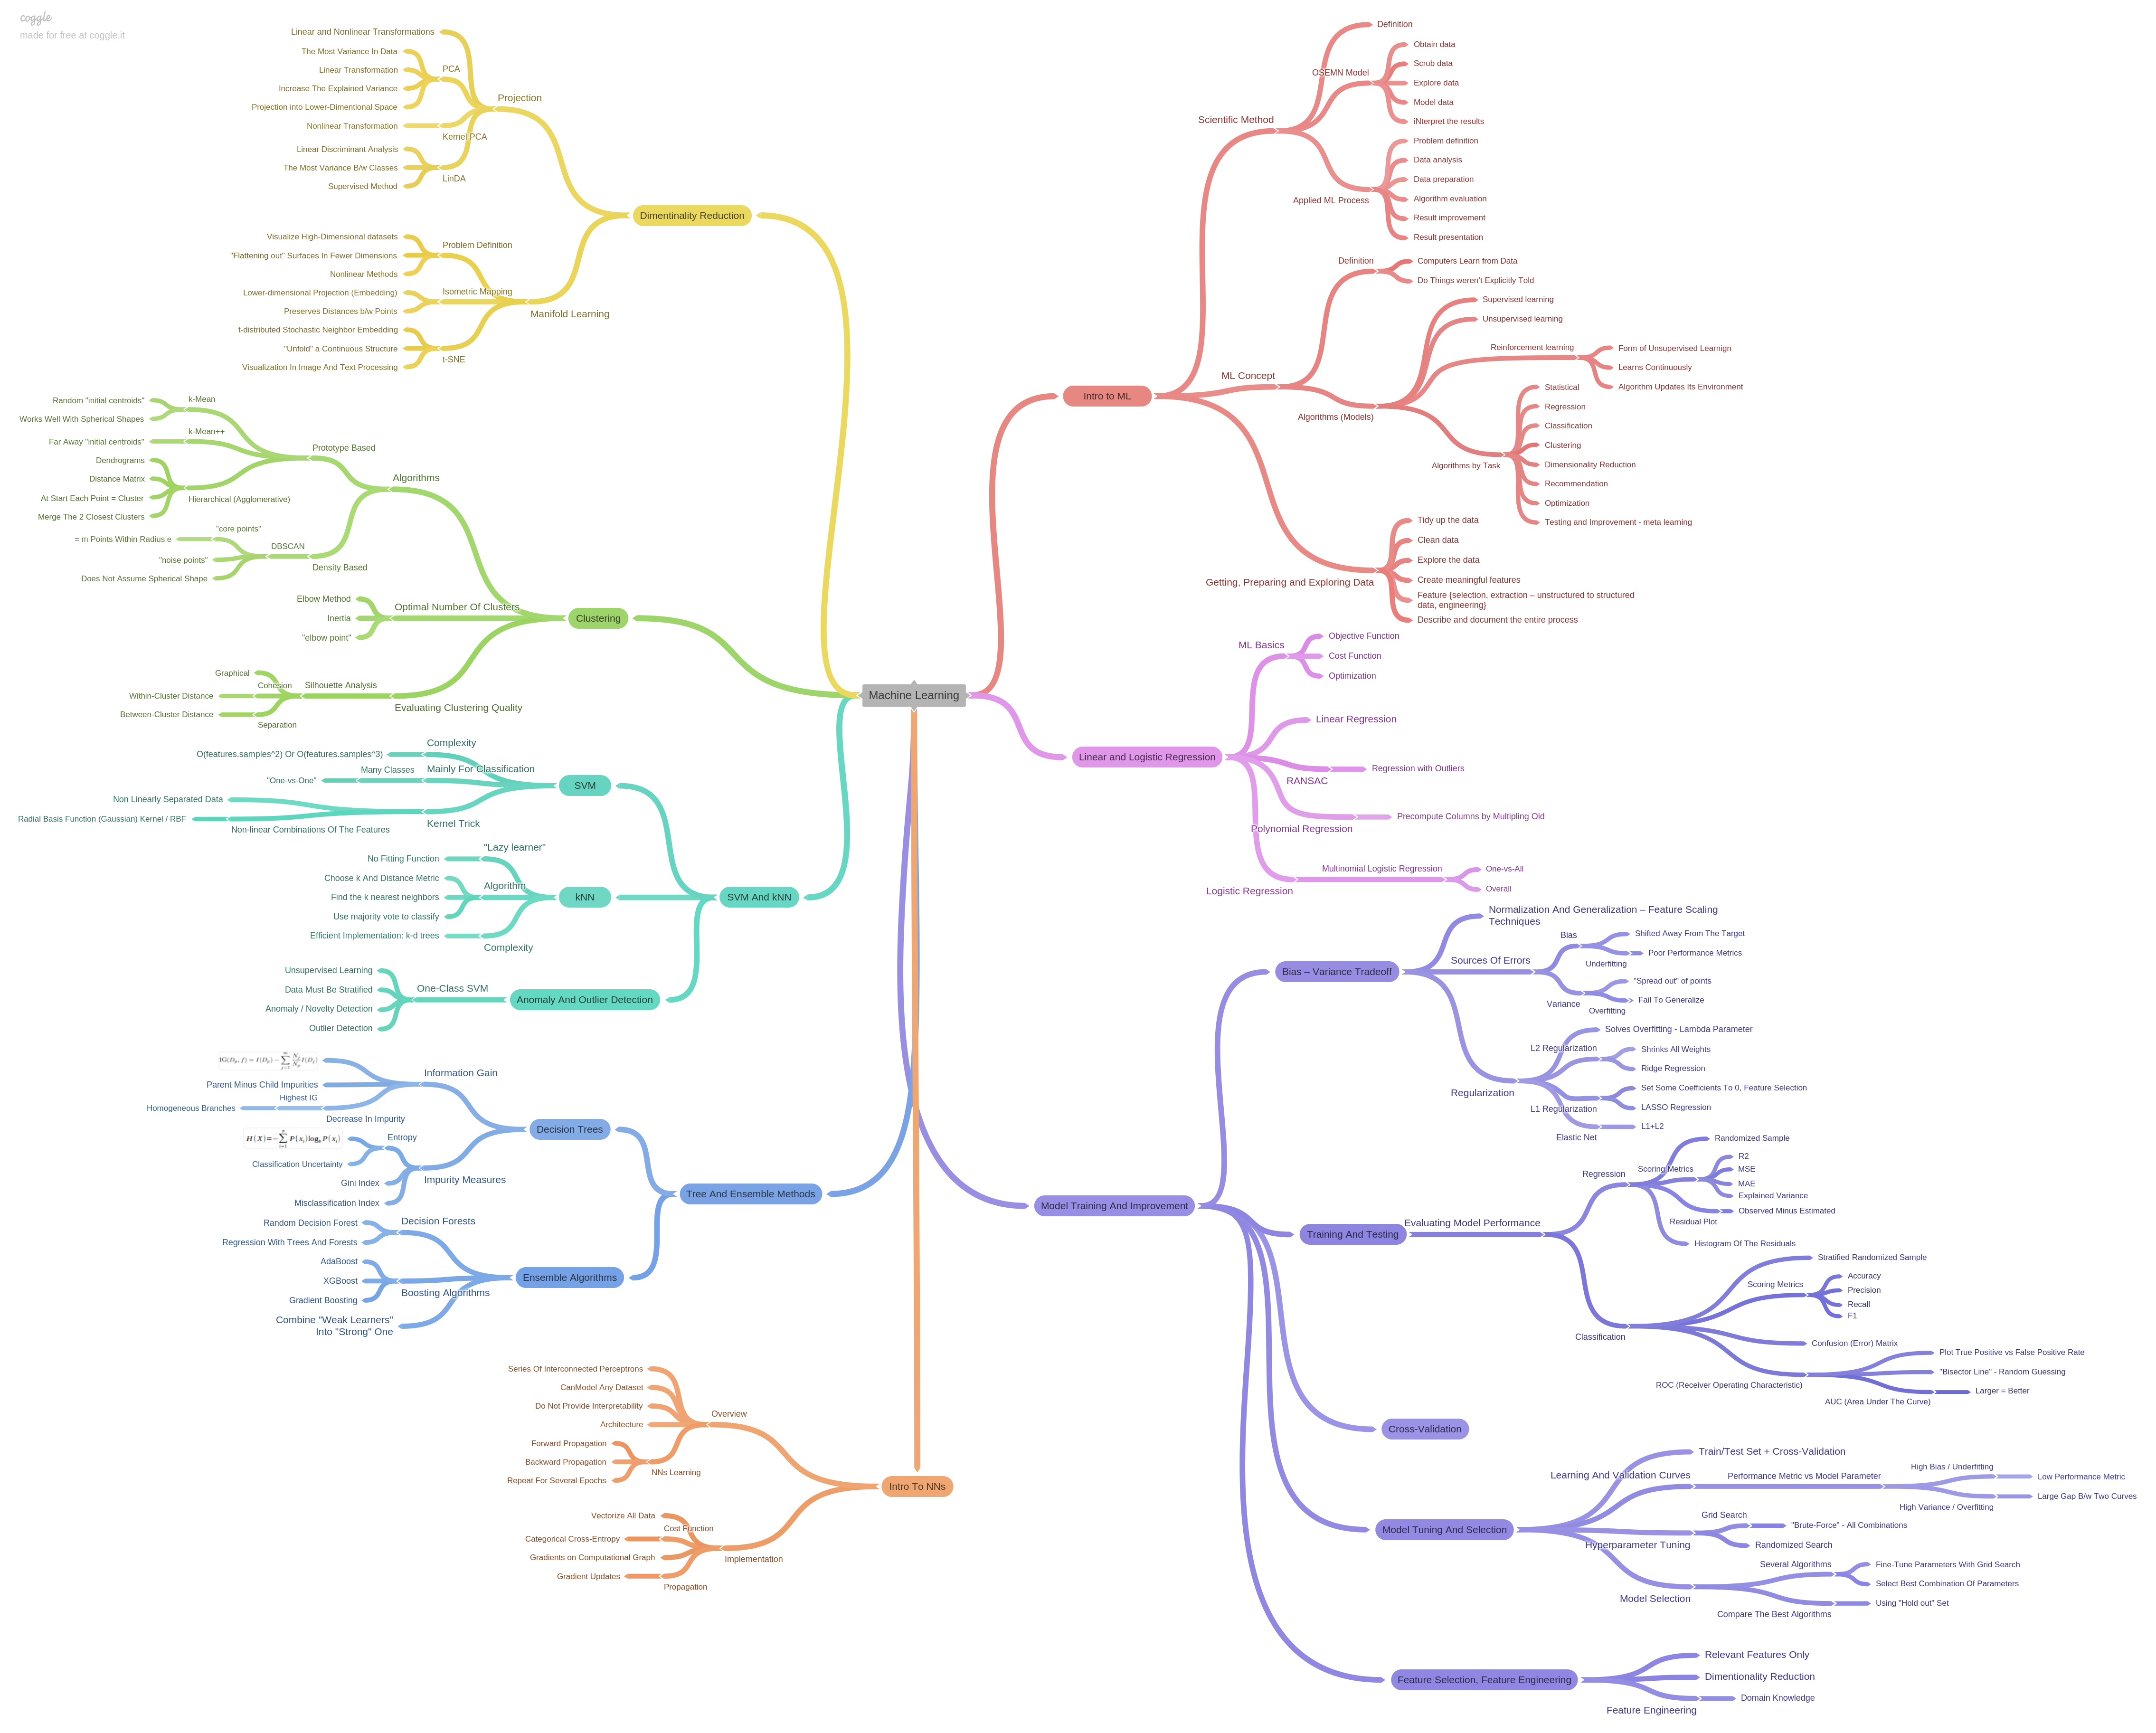 coggle
made for free at coggle.it
Machine Learning
Dimentinality Reduction
Projection
Linear and Nonlinear Transformations
PCA
The Most Variance In Data
Linear Transformation
Increase The Explained Variance
Projection into Lower-Dimentional Space
Kernel PCA
Nonlinear Transformation
LinDA
Linear Discriminant Analysis
The Most Variance B/w Classes
Supervised Method
Manifold Learning
Problem Definition
Visualize High-Dimensional datasets
"Flattening out" Surfaces In Fewer Dimensions
Nonlinear Methods
Isometric Mapping
Lower-dimensional Projection (Embedding)
Preserves Distances b/w Points
t-SNE
t-distributed Stochastic Neighbor Embedding
"Unfold" a Continuous Structure
Visualization In Image And Text Processing
Clustering
Algorithms
Prototype Based
k-Mean
Random "initial centroids"
Works Well With Spherical Shapes
k-Mean++
Far Away "initial centroids"
Hierarchical (Agglomerative)
Dendrograms
Distance Matrix
At Start Each Point = Cluster
Merge The 2 Closest Clusters
Density Based
DBSCAN
"core points"
= m Points Within Radius e
"noise points"
Does Not Assume Spherical Shape
Optimal Number Of Clusters
Elbow Method
Inertia
"elbow point"
Evaluating Clustering Quality
Silhouette Analysis
Graphical
Cohesion
Within-Cluster Distance
Separation
Between-Cluster Distance
SVM And kNN
SVM
Complexity
O(features.samples^2) Or O(features.samples^3)
Mainly For Classification
Many Classes
"One-vs-One"
Kernel Trick
Non Linearly Separated Data
Non-linear Combinations Of The Features
Radial Basis Function (Gaussian) Kernel / RBF
kNN
"Lazy learner"
No Fitting Function
Algorithm
Choose k And Distance Metric
Find the k nearest neighbors
Use majority vote to classify
Complexity
Efficient Implementation: k-d trees
Anomaly And Outlier Detection
One-Class SVM
Unsupervised Learning
Data Must Be Stratified
Anomaly / Novelty Detection
Outlier Detection
Tree And Ensemble Methods
Decision Trees
Information Gain
IG(D_p, f) = I(D_p) − ∑_{j=1}^{m} N_j/N_p I(D_j)
Parent Minus Child Impurities
Decrease In Impurity
Highest IG
Homogeneous Branches
Impurity Measures
Entropy
H(X)=−∑_{i=1}^{n} P(x_i)log_b P(x_i)
Classification Uncertainty
Gini Index
Misclassification Index
Ensemble Algorithms
Decision Forests
Random Decision Forest
Regression With Trees And Forests
Boosting Algorithms
AdaBoost
XGBoost
Gradient Boosting
Combine "Weak Learners"
Into "Strong" One
Intro To NNs
Overview
Series Of Interconnected Perceptrons
CanModel Any Dataset
Do Not Provide Interpretability
Architecture
NNs Learning
Forward Propagation
Backward Propagation
Repeat For Several Epochs
Implementation
Vectorize All Data
Cost Function
Categorical Cross-Entropy
Gradients on Computational Graph
Propagation
Gradient Updates
Intro to ML
Scientific Method
Definition
OSEMN Model
Obtain data
Scrub data
Explore data
Model data
iNterpret the results
Applied ML Process
Problem definition
Data analysis
Data preparation
Algorithm evaluation
Result improvement
Result presentation
ML Concept
Definition
Computers Learn from Data
Do Things weren't Explicitly Told
Algorithms (Models)
Supervised learning
Unsupervised learning
Reinforcement learning
Form of Unsupervised Learnign
Learns Continuously
Algorithm Updates Its Environment
Algorithms by Task
Statistical
Regression
Classification
Clustering
Dimensionality Reduction
Recommendation
Optimization
Testing and Improvement - meta learning
Getting, Preparing and Exploring Data
Tidy up the data
Clean data
Explore the data
Create meaningful features
Feature {selection, extraction – unstructured to structured
data, engineering}
Describe and document the entire process
Linear and Logistic Regression
ML Basics
Objective Function
Cost Function
Optimization
Linear Regression
RANSAC
Regression with Outliers
Polynomial Regression
Precompute Columns by Multipling Old
Logistic Regression
Multinomial Logistic Regression
One-vs-All
Overall
Model Training And Improvement
Bias – Variance Tradeoff
Normalization And Generalization – Feature Scaling
Techniques
Sources Of Errors
Bias
Shifted Away From The Target
Underfitting
Poor Performance Metrics
Variance
"Spread out" of points
Overfitting
Fail To Generalize
Regularization
Solves Overfitting - Lambda Parameter
L2 Regularization
Shrinks All Weights
Ridge Regression
L1 Regularization
Set Some Coefficients To 0, Feature Selection
LASSO Regression
Elastic Net
L1+L2
Training And Testing
Evaluating Model Performance
Regression
Randomized Sample
Scoring Metrics
R2
MSE
MAE
Explained Variance
Residual Plot
Observed Minus Estimated
Histogram Of The Residuals
Classification
Stratified Randomized Sample
Scoring Metrics
Accuracy
Precision
Recall
F1
Confusion (Error) Matrix
ROC (Receiver Operating Characteristic)
Plot True Positive vs False Positive Rate
"Bisector Line" - Random Guessing
AUC (Area Under The Curve)
Larger = Better
Cross-Validation
Model Tuning And Selection
Train/Test Set + Cross-Validation
Learning And Validation Curves
Performance Metric vs Model Parameter
High Bias / Underfitting
Low Performance Metric
High Variance / Overfitting
Large Gap B/w Two Curves
Hyperparameter Tuning
Grid Search
"Brute-Force" - All Combinations
Randomized Search
Model Selection
Several Algorithms
Fine-Tune Parameters With Grid Search
Select Best Combination Of Parameters
Compare The Best Algorithms
Using "Hold out" Set
Feature Selection, Feature Engineering
Relevant Features Only
Dimentionality Reduction
Feature Engineering
Domain Knowledge